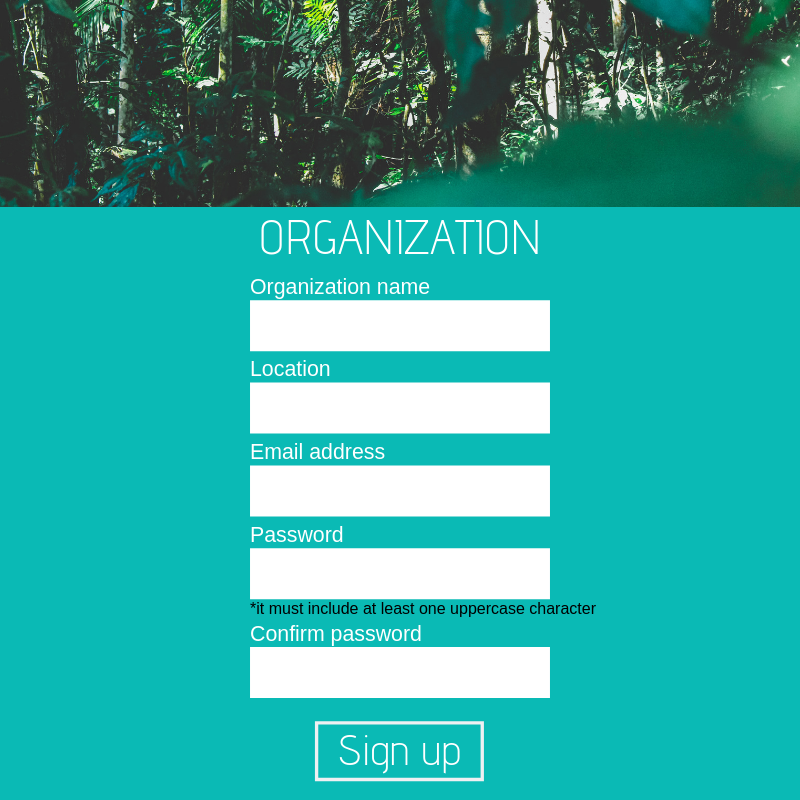 ORGANIZATION
Organization name
Location
Email address
Password
*it must include at least one uppercase character
Confirm password
Sign up